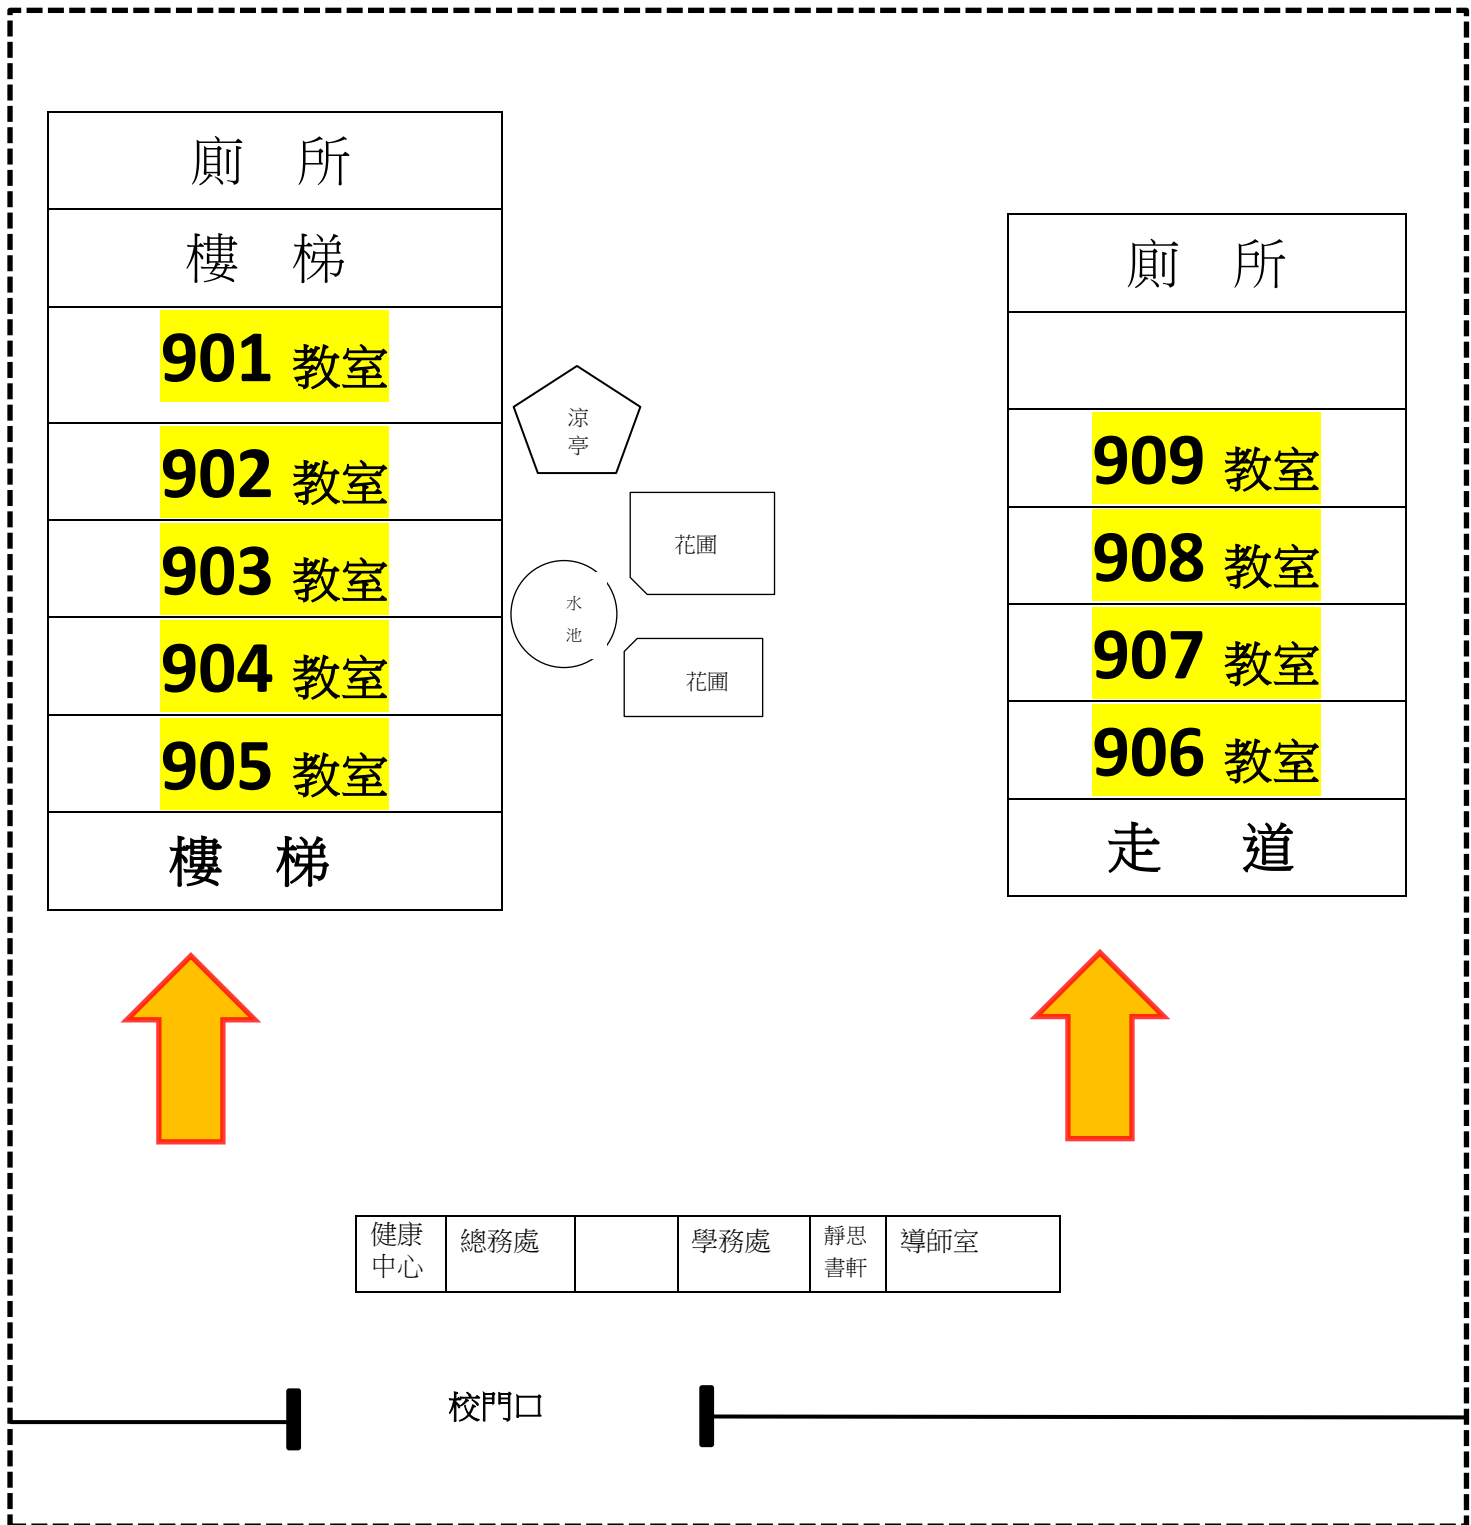 廁 所
樓 梯
901 教室
902 教室
903 教室
904 教室
905 教室
樓 梯
涼
亭
花圃
水
池
花圃
廁 所
909 教室
908 教室
907 教室
906 教室
走 道
健康
中心
總務處
學務處
靜思
書軒
導師室
校門口